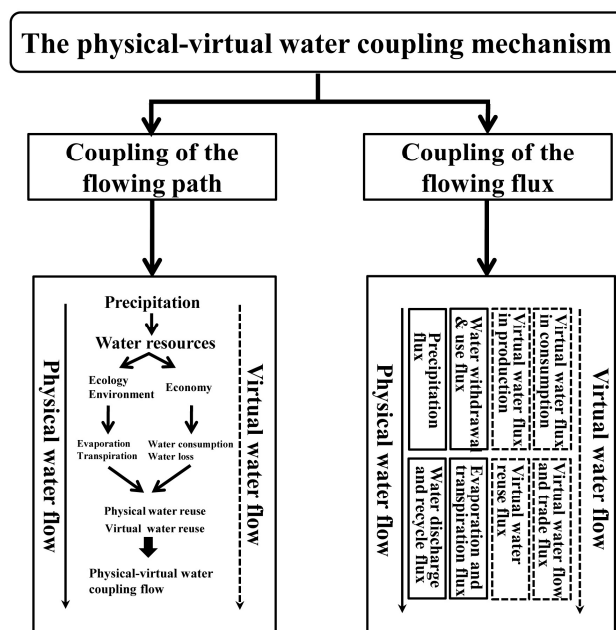 The physical-virtual water coupling mechanism
Coupling of the
flowing path
Coupling of the
flowing flux
Physical water flow
Precipitation
Water resources
Ecology
Environment
Economy
Evaporation
Transpiration
Water consumption
Water loss
Physical water reuse
Virtual water reuse
Physical-virtual water
coupling flow
Virtual water flow
Physical water flow
Precipitation
flux
Water withdrawal
& use flux
Virtual water flux
in production
Virtual water flux
in consumption
Water discharge
and recycle flux
Evaporation and
transpiration flux
Virtual water
reuse flux
Virtual water flow
and trade flux
Virtual water flow